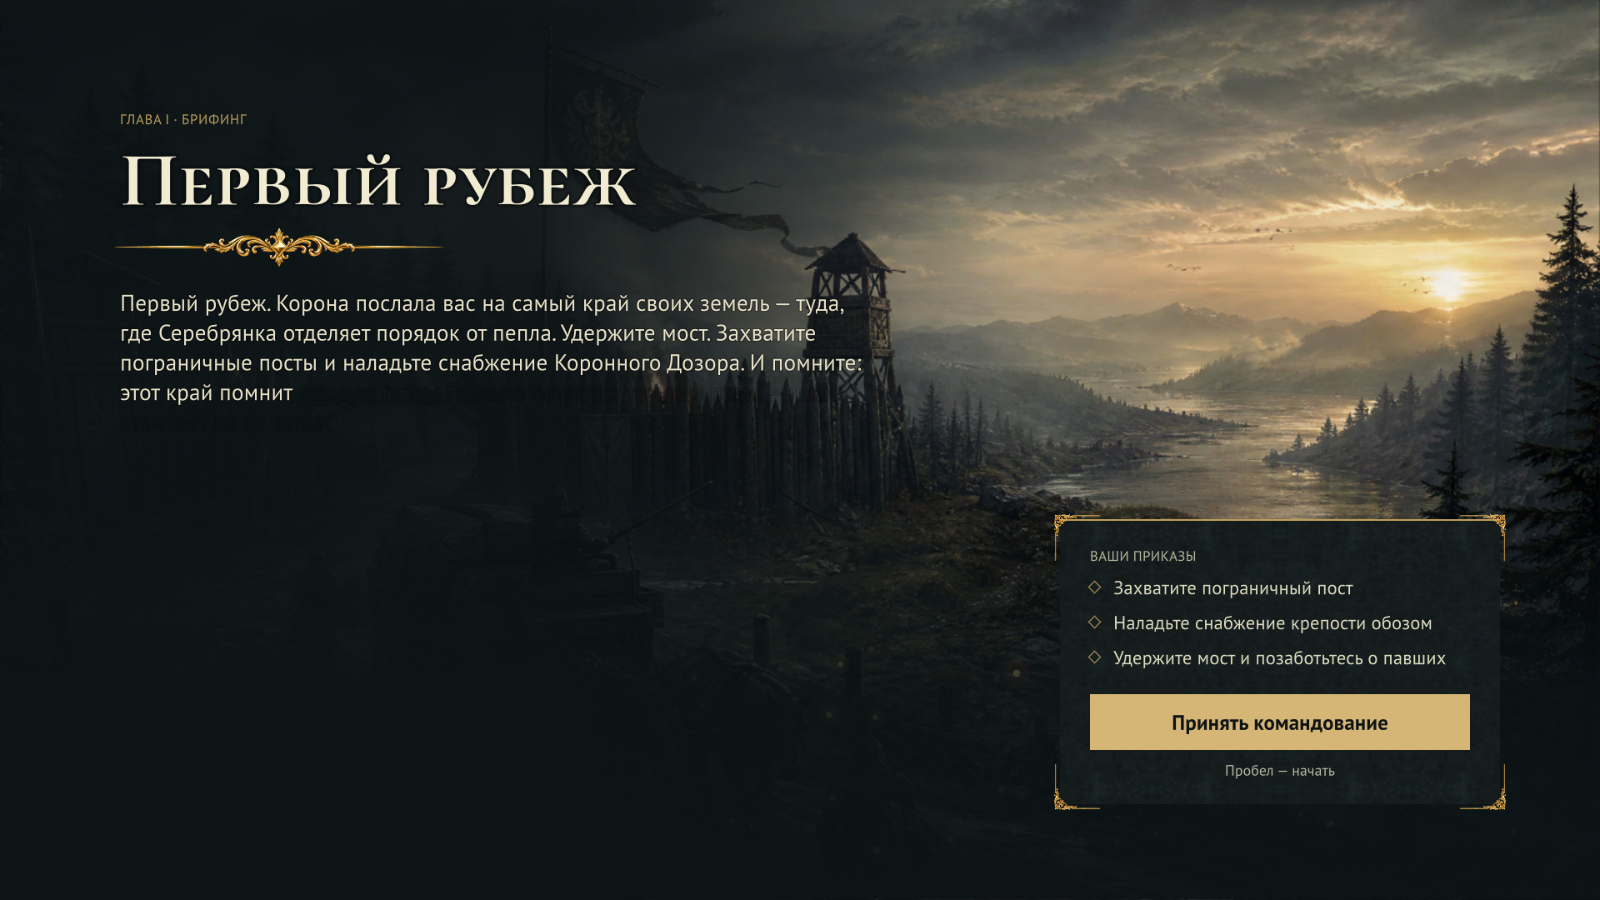 ГЛАВА I · БРИФИНГ
Первый рубеж
Первый рубеж. Корона послала вас на самый край своих земель — туда,
где Серебрянка отделяет порядок от пепла. Удержите мост. Захватите
пограничные посты и наладьте снабжение Коронного Дозора. И помните:
этот край помнит
ВАШИ ПРИКАЗЫ
Захватите пограничный пост
Наладьте снабжение крепости обозом
Удержите мост и позаботьтесь о павших
Принять командование
Пробел — начать